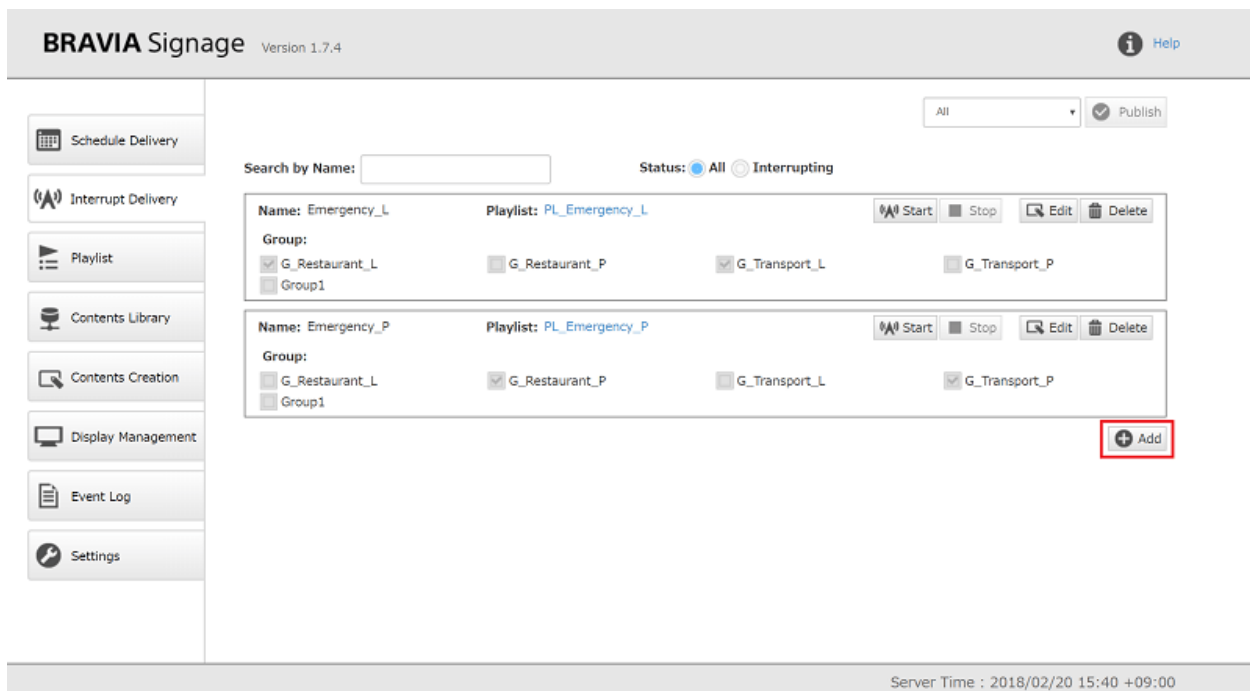 BRAVIA Signage Version 1.7.4
Help
All
Publish
Schedule Delivery
Interrupt Delivery
Playlist
Contents Library
Contents Creation
Display Management
Event Log
Settings
Search by Name:
Status: All Interrupting
Name: Emergency_L Playlist: PL_Emergency_L Start Stop Edit Delete
Group:
G_Restaurant_L G_Restaurant_P G_Transport_L G_Transport_P
Group1
Name: Emergency_P Playlist: PL_Emergency_P Start Stop Edit Delete
Group:
G_Restaurant_L G_Restaurant_P G_Transport_L G_Transport_P
Group1
Add
Server Time : 2018/02/20 15:40 +09:00